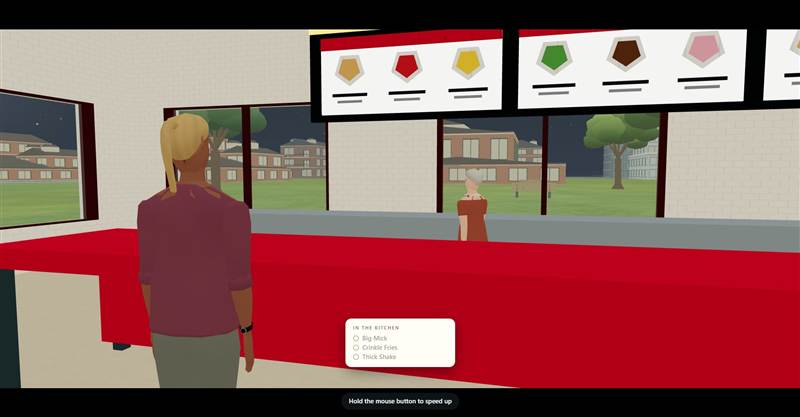 IN THE KITCHEN
Big Mick
Crinkle Fries
Thick Shake
Hold the mouse button to speed up